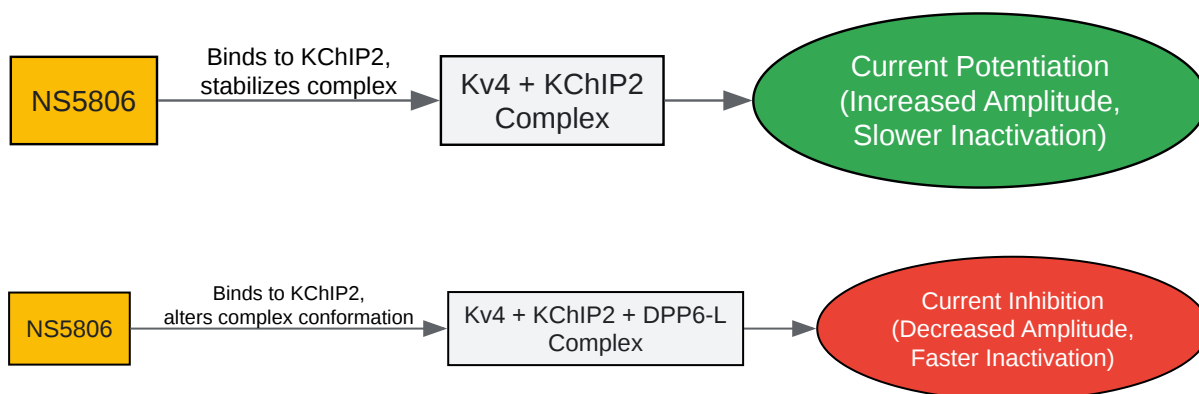 NS5806
Binds to KChIP2,
stabilizes complex
Kv4 + KChIP2
Complex
Current Potentiation
(Increased Amplitude,
Slower Inactivation)
NS5806
Binds to KChIP2,
alters complex conformation
Kv4 + KChIP2 + DPP6-L
Complex
Current Inhibition
(Decreased Amplitude,
Faster Inactivation)